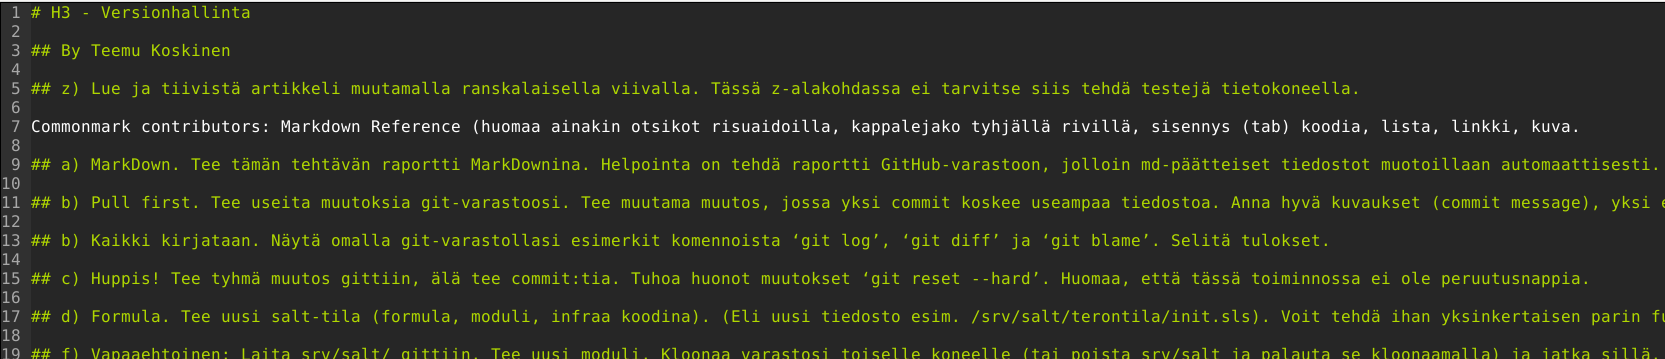 1 # H3 - Versionhallinta
2
3 ## By Teemu Koskinen
4
5 ## z) Lue ja tiivistä artikkeli muutamalla ranskalaisella viivalla. Tässä z-alakohdassa ei tarvitse siis tehdä testejä tietokoneella.
6
7 Commonmark contributors: Markdown Reference (huomaa ainakin otsikot risuaidoilla, kappalejako tyhjällä rivillä, sisennys (tab) koodia, lista, linkki, kuva.
8
9 ## a) MarkDown. Tee tämän tehtävän raportti MarkDownina. Helpointa on tehdä raportti GitHub-varastoon, jolloin md-päätteiset tiedostot muotoillaan automaattisesti.
10
11 ## b) Pull first. Tee useita muutoksia git-varastoosi. Tee muutama muutos, jossa yksi commit koskee useampaa tiedostoa. Anna hyvä kuvaukset (commit message), yksi
12
13 ## b) Kaikki kirjataan. Näytä omalla git-varastollasi esimerkit komennoista ‘git log’, ‘git diff’ ja ‘git blame’. Selitä tulokset.
14
15 ## c) Huppis! Tee tyhmä muutos gittiin, älä tee commit:tia. Tuhoa huonot muutokset ‘git reset --hard’. Huomaa, että tässä toiminnossa ei ole peruutusnappia.
16
17 ## d) Formula. Tee uusi salt-tila (formula, moduli, infraa koodina). (Eli uusi tiedosto esim. /srv/salt/terontila/init.sls). Voit tehdä ihan yksinkertaisen parin
18
19 ## f) Vapaaehtoinen: Laita srv/salt/ gittiin. Tee uusi moduli. Kloonaa varastosi toiselle koneelle (tai poista srv/salt ja palauta se kloonaamalla) ja jatka sillä.